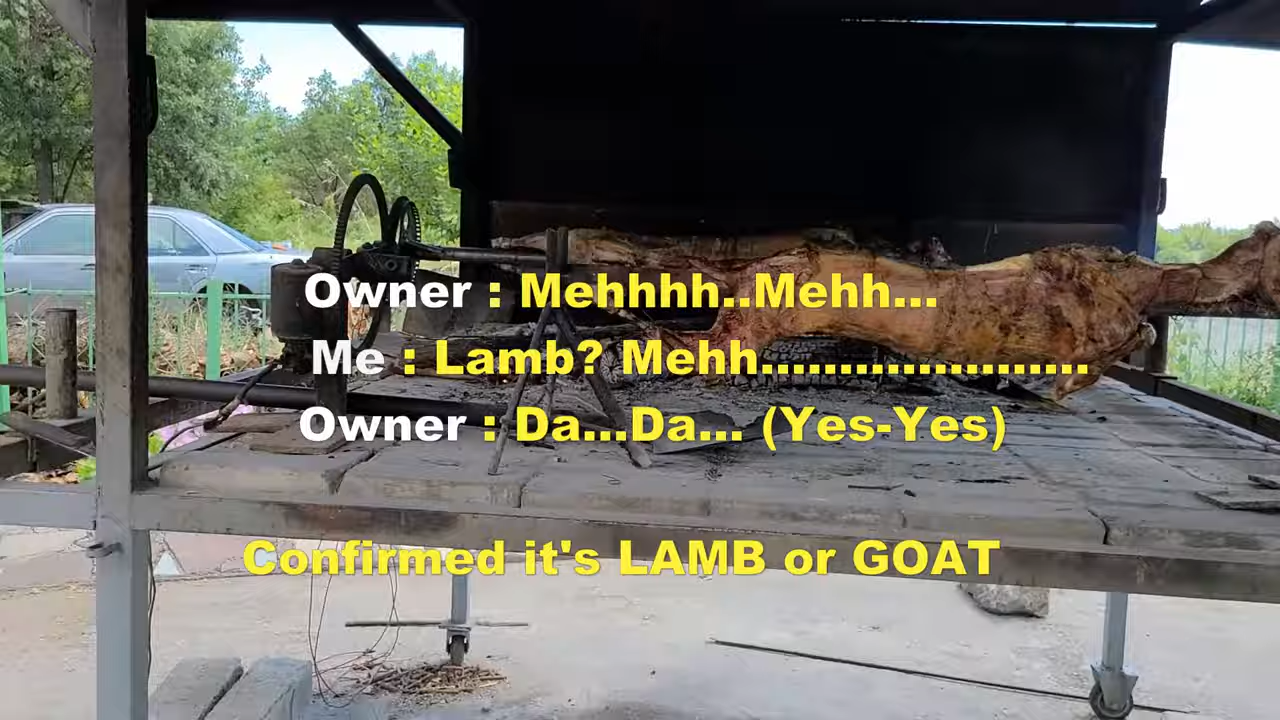 Owner : Mehhhh..Mehh...
Me : Lamb? Mehh.....................
Owner : Da...Da... (Yes-Yes)
Confirmed it's LAMB or GOAT